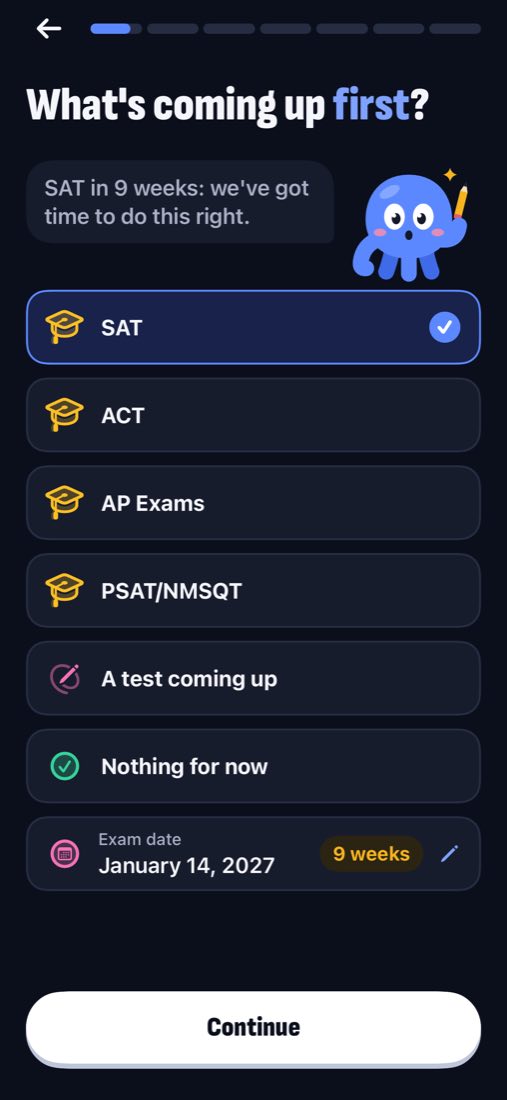 What's coming up first?
SAT in 9 weeks: we've got
time to do this right.
SAT
ACT
AP Exams
PSAT/NMSQT
A test coming up
Nothing for now
Exam date
January 14, 2027
9 weeks
Continue